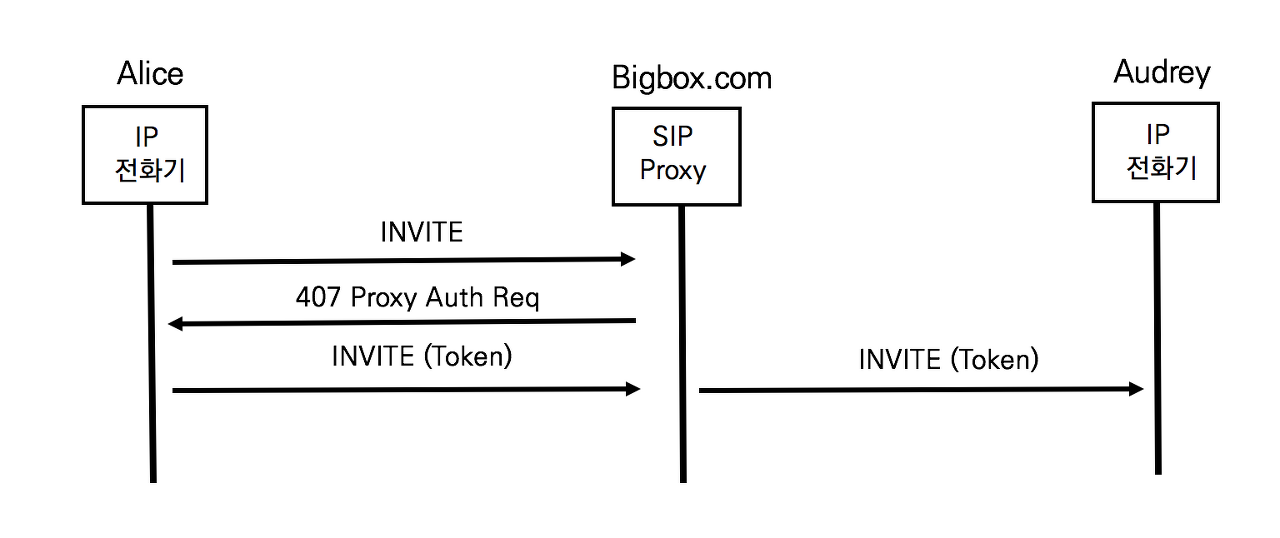 Alice
Bigbox.com
Audrey
IP
전화기
SIP
Proxy
IP
전화기
INVITE
407 Proxy Auth Req
INVITE (Token)
INVITE (Token)